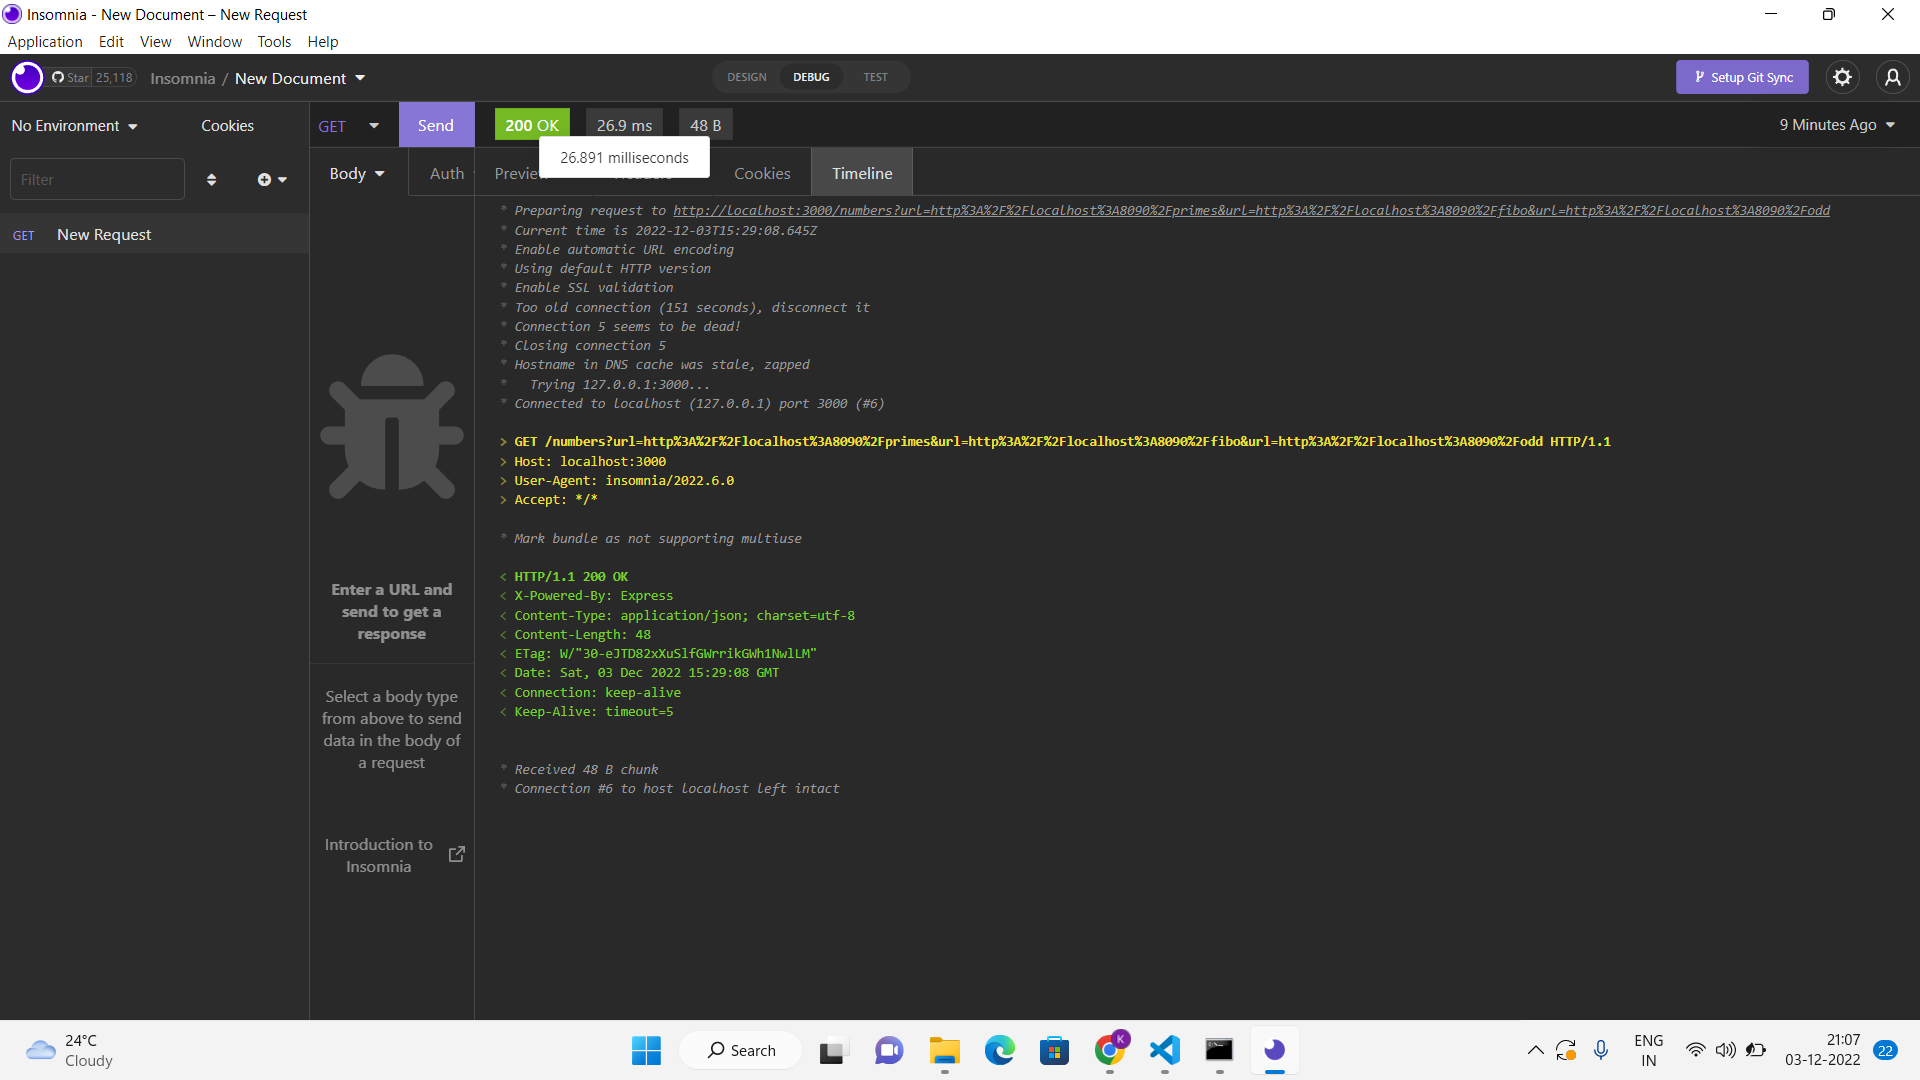 Insomnia - New Document – New Request
Application Edit View Window Tools Help
Star 25,118 Insomnia / New Document DESIGN DEBUG TEST Setup Git Sync
No Environment Cookies GET Send 200 OK 26.9 ms 48 B 9 Minutes Ago
26.891 milliseconds
Filter Body Auth Preview Cookies Timeline
GET New Request
* Preparing request to http://localhost:3000/numbers?url=http%3A%2F%2Flocalhost%3A8090%2Fprimes&url=http%3A%2F%2Flocalhost%3A8090%2Ffibo&url=http%3A%2F%2Flocalhost%3A8090%2Fodd
* Current time is 2022-12-03T15:29:08.645Z
* Enable automatic URL encoding
* Using default HTTP version
* Enable SSL validation
* Too old connection (151 seconds), disconnect it
* Connection 5 seems to be dead!
* Closing connection 5
* Hostname in DNS cache was stale, zapped
*   Trying 127.0.0.1:3000...
* Connected to localhost (127.0.0.1) port 3000 (#6)
> GET /numbers?url=http%3A%2F%2Flocalhost%3A8090%2Fprimes&url=http%3A%2F%2Flocalhost%3A8090%2Ffibo&url=http%3A%2F%2Flocalhost%3A8090%2Fodd HTTP/1.1
> Host: localhost:3000
> User-Agent: insomnia/2022.6.0
> Accept: */*
* Mark bundle as not supporting multiuse
< HTTP/1.1 200 OK
< X-Powered-By: Express
< Content-Type: application/json; charset=utf-8
< Content-Length: 48
< ETag: W/"30-eJTD82xXuSlfGWrrikGWh1NwlLM"
< Date: Sat, 03 Dec 2022 15:29:08 GMT
< Connection: keep-alive
< Keep-Alive: timeout=5
* Received 48 B chunk
* Connection #6 to host localhost left intact
Enter a URL and
send to get a
response
Select a body type
from above to send
data in the body of
a request
Introduction to
Insomnia
24°C
Cloudy
Search
K
ENG
IN
21:07
03-12-2022
22